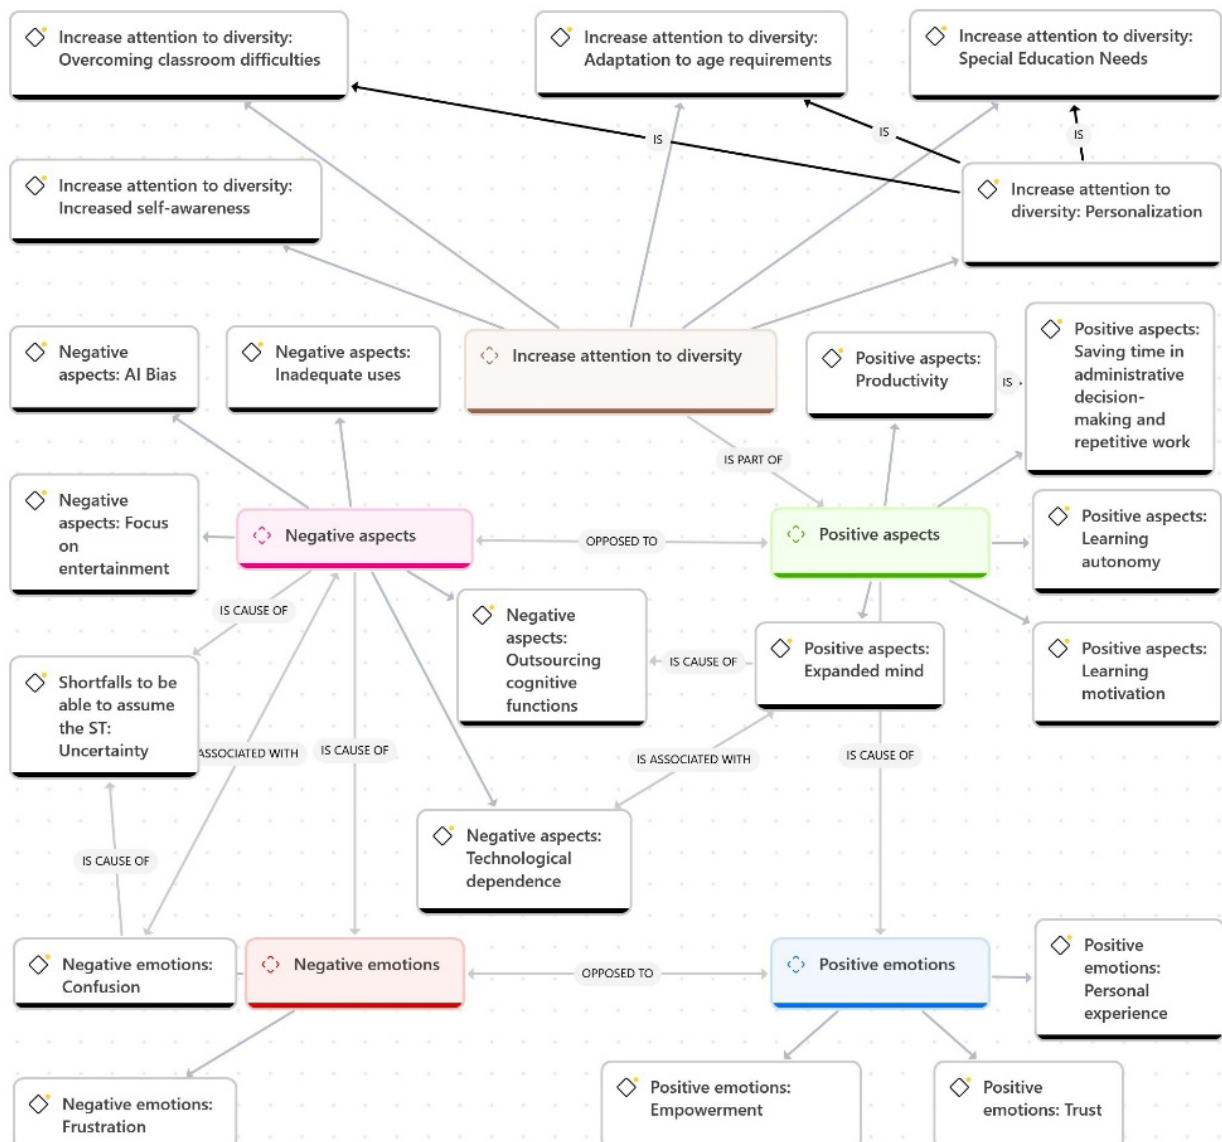 Increase attention to diversity:
Overcoming classroom difficulties
Increase attention to diversity:
Adaptation to age requirements
Increase attention to diversity:
Special Education Needs
IS
IS
IS
Increase attention to diversity:
Increased self-awareness
Increase attention to
diversity: Personalization
Negative
aspects: AI Bias
Negative aspects:
Inadequate uses
Increase attention to diversity
Positive aspects:
Productivity
IS
Positive aspects:
Saving time in
administrative
decision-
making and
repetitive work
IS PART OF
Negative
aspects: Focus
on
entertainment
Negative aspects
OPPOSED TO
Positive aspects
Positive aspects:
Learning
autonomy
IS CAUSE OF
Negative
aspects:
Outsourcing
cognitive
functions
IS CAUSE OF
Positive aspects:
Expanded mind
Positive aspects:
Learning
motivation
Shortfalls to be
able to assume
the ST:
Uncertainty
ASSOCIATED WITH
IS CAUSE OF
IS ASSOCIATED WITH
IS CAUSE OF
Negative aspects:
Technological
dependence
IS CAUSE OF
Negative emotions:
Confusion
Negative emotions
OPPOSED TO
Positive emotions
Positive
emotions:
Personal
experience
Negative emotions:
Frustration
Positive emotions:
Empowerment
Positive
emotions: Trust